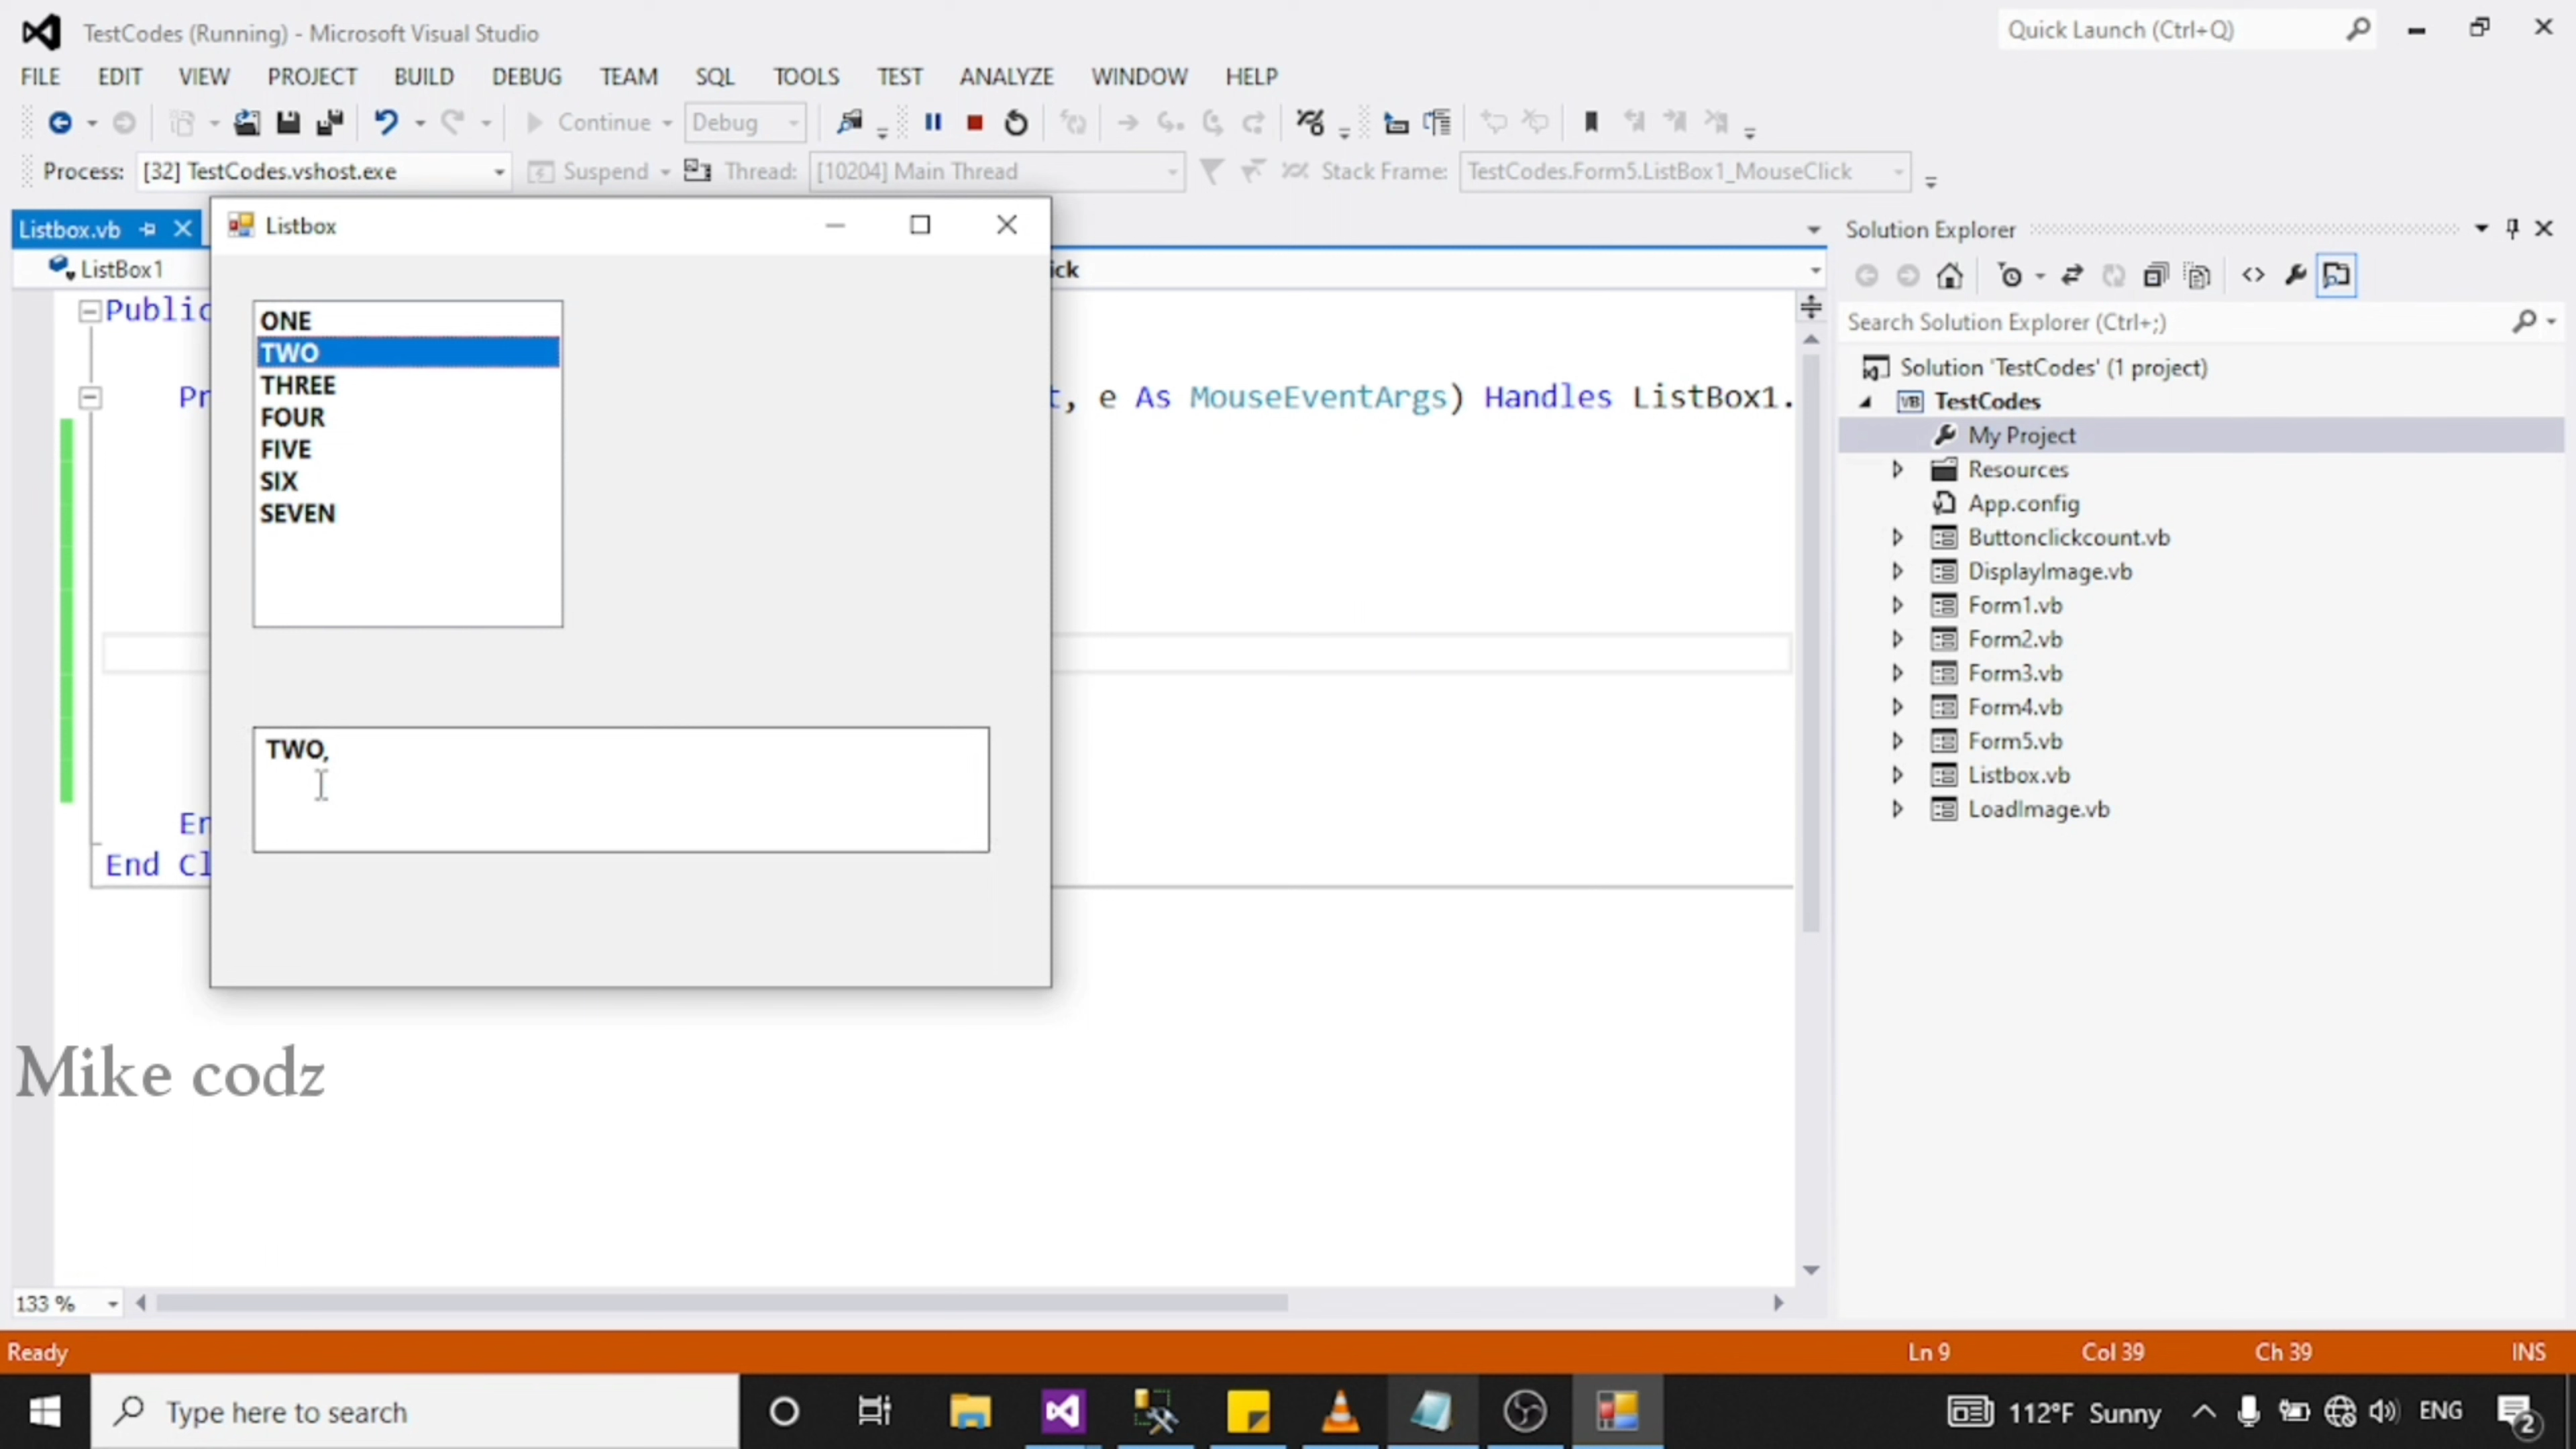 TestCodes (Running) - Microsoft Visual Studio
Quick Launch (Ctrl+Q)
FILE EDIT VIEW PROJECT BUILD DEBUG TEAM SQL TOOLS TEST ANALYZE WINDOW HELP
Continue Debug
Process: [32] TestCodes.vshost.exe Suspend Thread: [10204] Main Thread Stack Frame: TestCodes.Form5.ListBox1_MouseClick
Listbox.vb
Listbox
ListBox1
ick
Public
Pr
t, e As MouseEventArgs) Handles ListBox1.
ONE
TWO
THREE
FOUR
FIVE
SIX
SEVEN
TWO,
En
End Cl
Solution Explorer
Search Solution Explorer (Ctrl+;)
Solution 'TestCodes' (1 project)
VB TestCodes
My Project
Resources
App.config
Buttonclickcount.vb
DisplayImage.vb
Form1.vb
Form2.vb
Form3.vb
Form4.vb
Form5.vb
Listbox.vb
LoadImage.vb
Mike codz
133 %
Ready Ln 9 Col 39 Ch 39 INS
Type here to search
112°F Sunny ENG 2